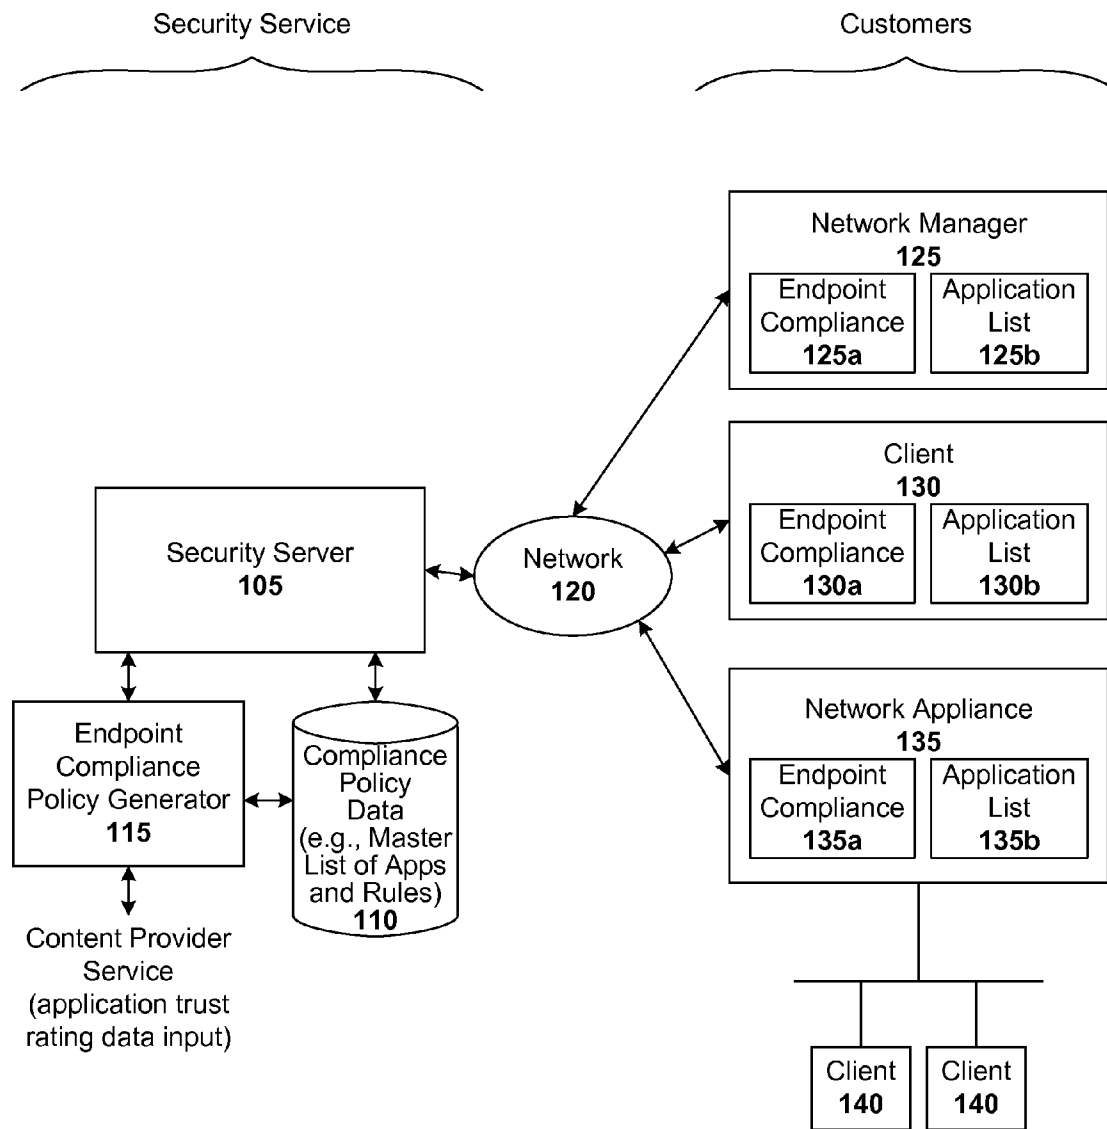 Security Service
Customers
Network Manager
125
Endpoint
Compliance
125a
Application
List
125b
Client
130
Endpoint
Compliance
130a
Application
List
130b
Security Server
105
Network
120
Network Appliance
135
Endpoint
Compliance
135a
Application
List
135b
Endpoint
Compliance
Policy Generator
115
Compliance
Policy
Data
(e.g., Master
List of Apps
and Rules)
110
Content Provider
Service
(application trust
rating data input)
Client
140
Client
140